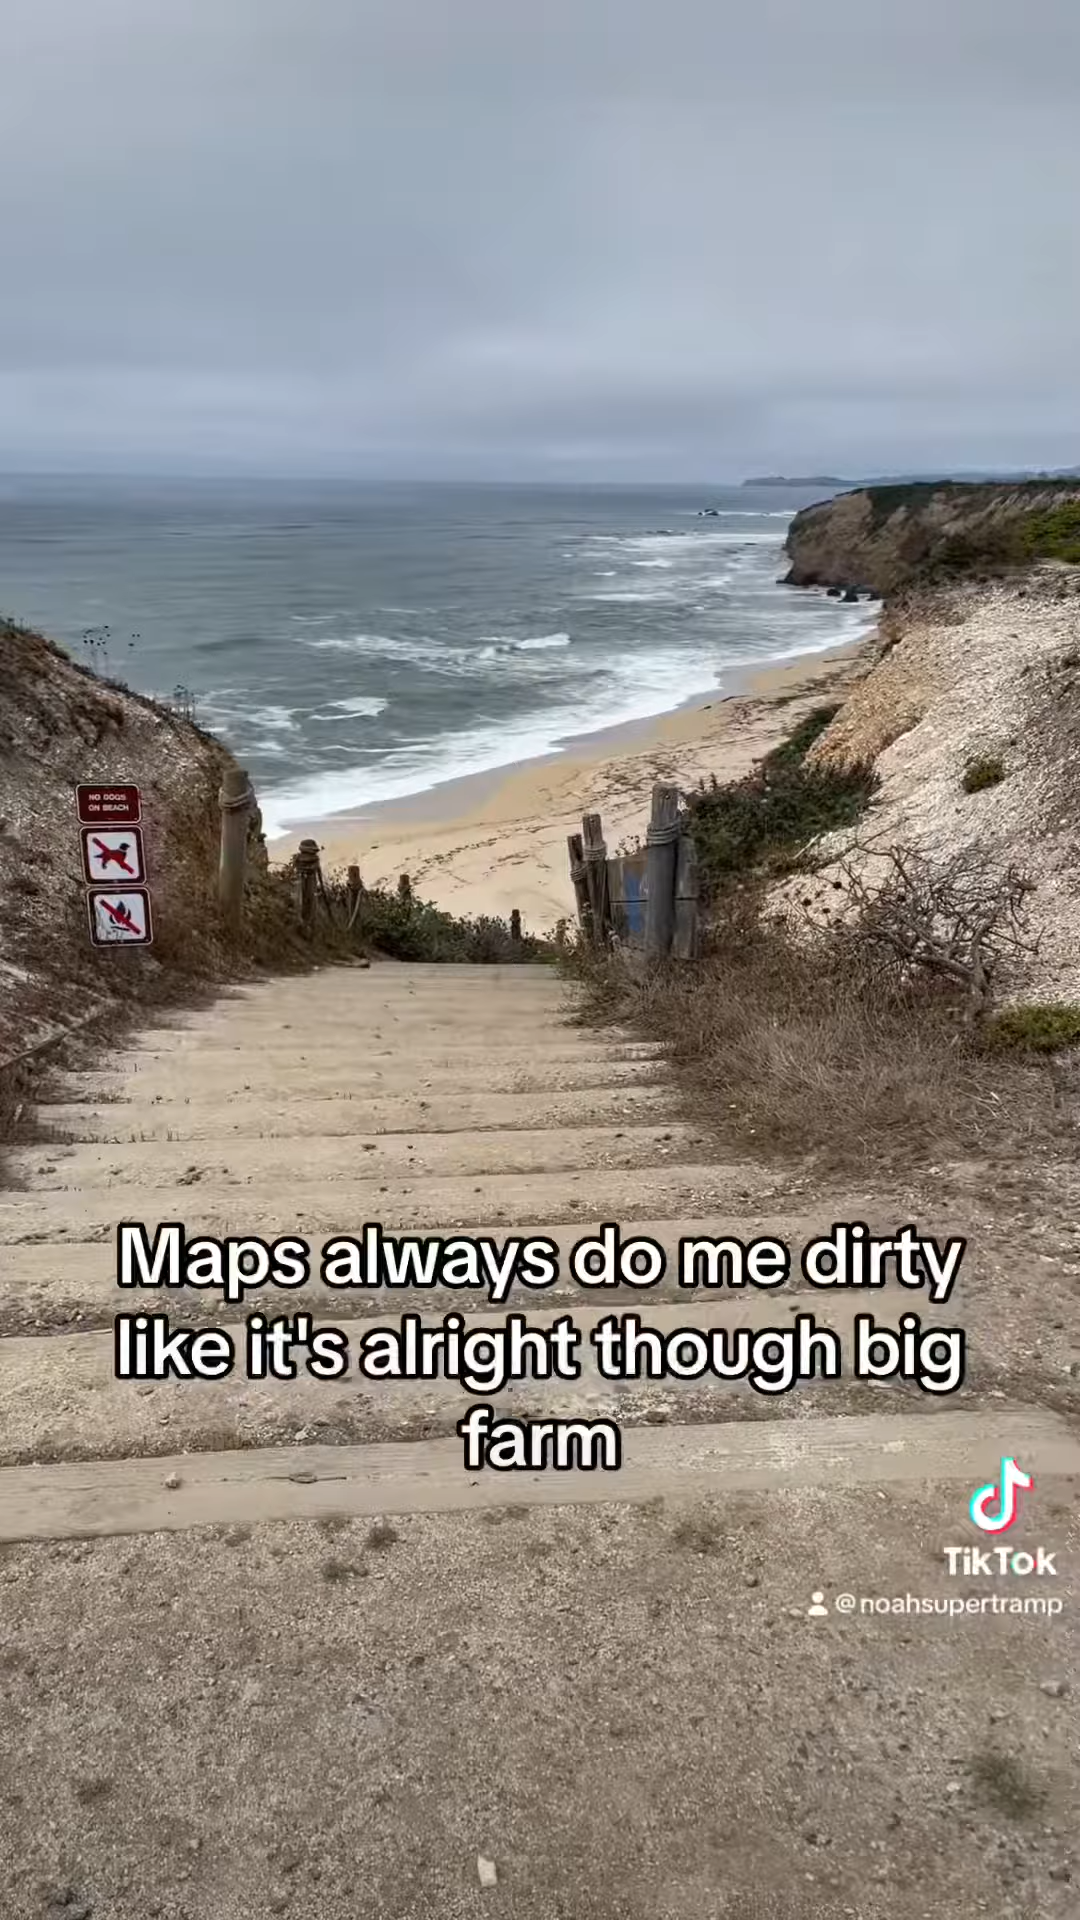 NO DOGS
ON BEACH
Maps always do me dirty
like it's alright though big
farm
TikTok
@noahsupertramp